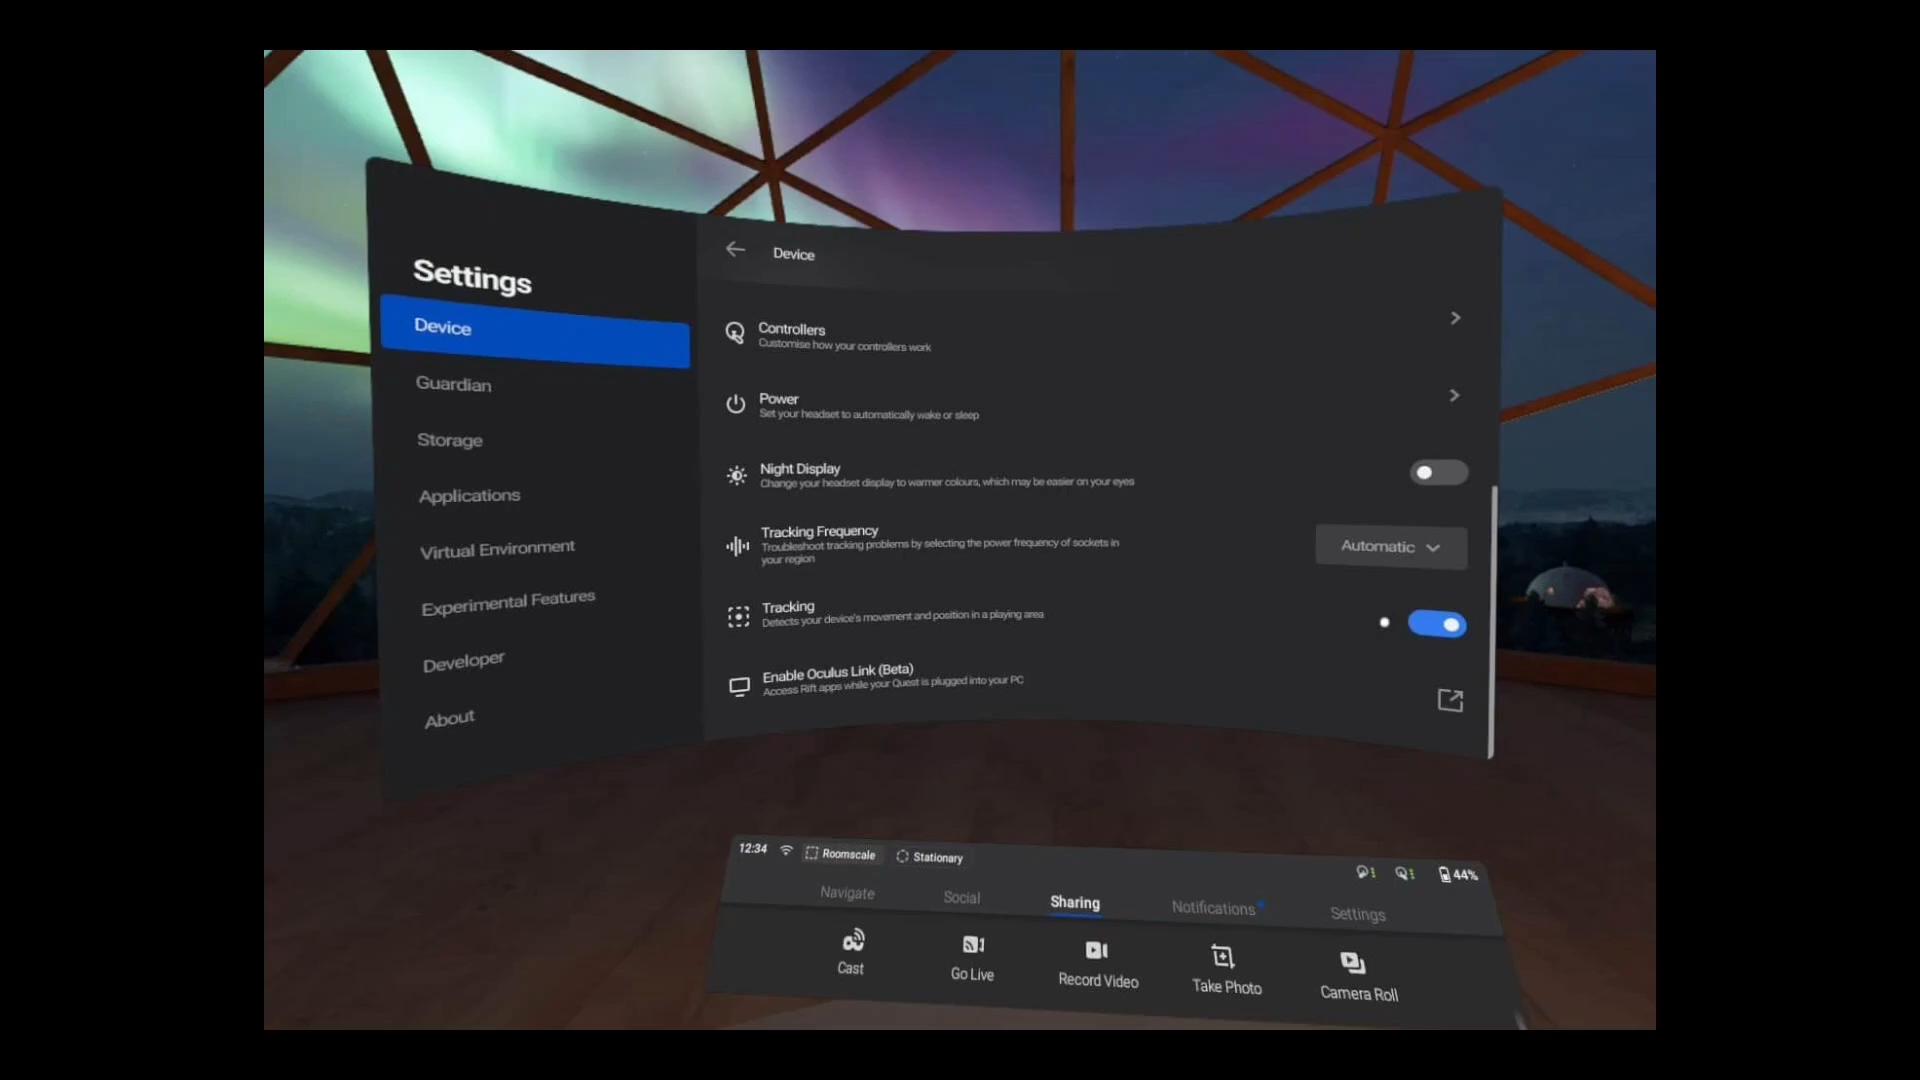 Settings
Device
Guardian
Storage
Applications
Virtual Environment
Experimental Features
Developer
About
Device
Controllers
Customise how your controllers work
Power
Set your headset to automatically wake or sleep
Night Display
Change your headset display to warmer colours, which may be easier on your eyes
Tracking Frequency
Troubleshoot tracking problems by selecting the power frequency of sockets in
your region
Automatic
Tracking
Detects your device's movement and position in a playing area
Enable Oculus Link (Beta)
Access Rift apps while your Quest is plugged into your PC
12:34 Roomscale Stationary 44%
Navigate Social Sharing Notifications Settings
Cast Go Live Record Video Take Photo Camera Roll